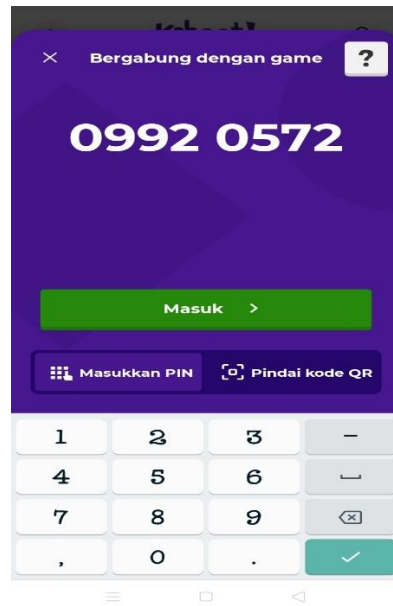 Bergabung dengan game
?
0992 0572
Masuk >
Masukkan PIN
Pindai kode QR
1 2 3 -
4 5 6
7 8 9
, 0 .